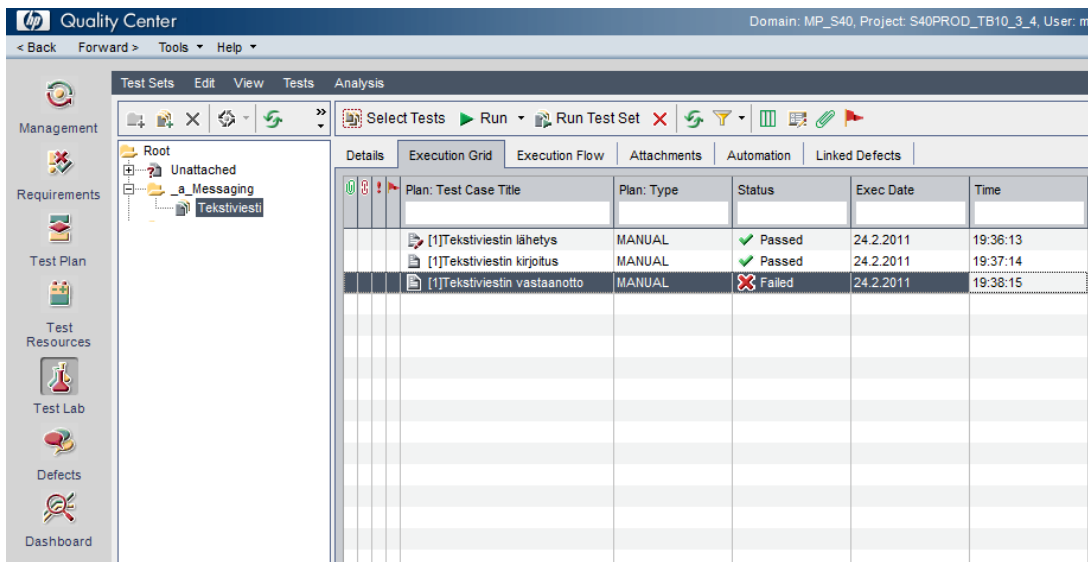 hp Quality Center
Domain: MP_S40, Project: S40PROD_TB10_3_4, User: m
< Back Forward > Tools Help
Test Sets Edit View Tests Analysis
Select Tests Run Run Test Set
Details Execution Grid Execution Flow Attachments Automation Linked Defects
Management
Requirements
Test Plan
Test Resources
Test Lab
Defects
Dashboard
Root
Unattached
_a_Messaging
Tekstiviesti
Plan: Test Case Title Plan: Type Status Exec Date Time
[1]Tekstiviestin lähetys MANUAL Passed 24.2.2011 19:36:13
[1]Tekstiviestin kirjoitus MANUAL Passed 24.2.2011 19:37:14
[1]Tekstiviestin vastaanotto MANUAL Failed 24.2.2011 19:38:15